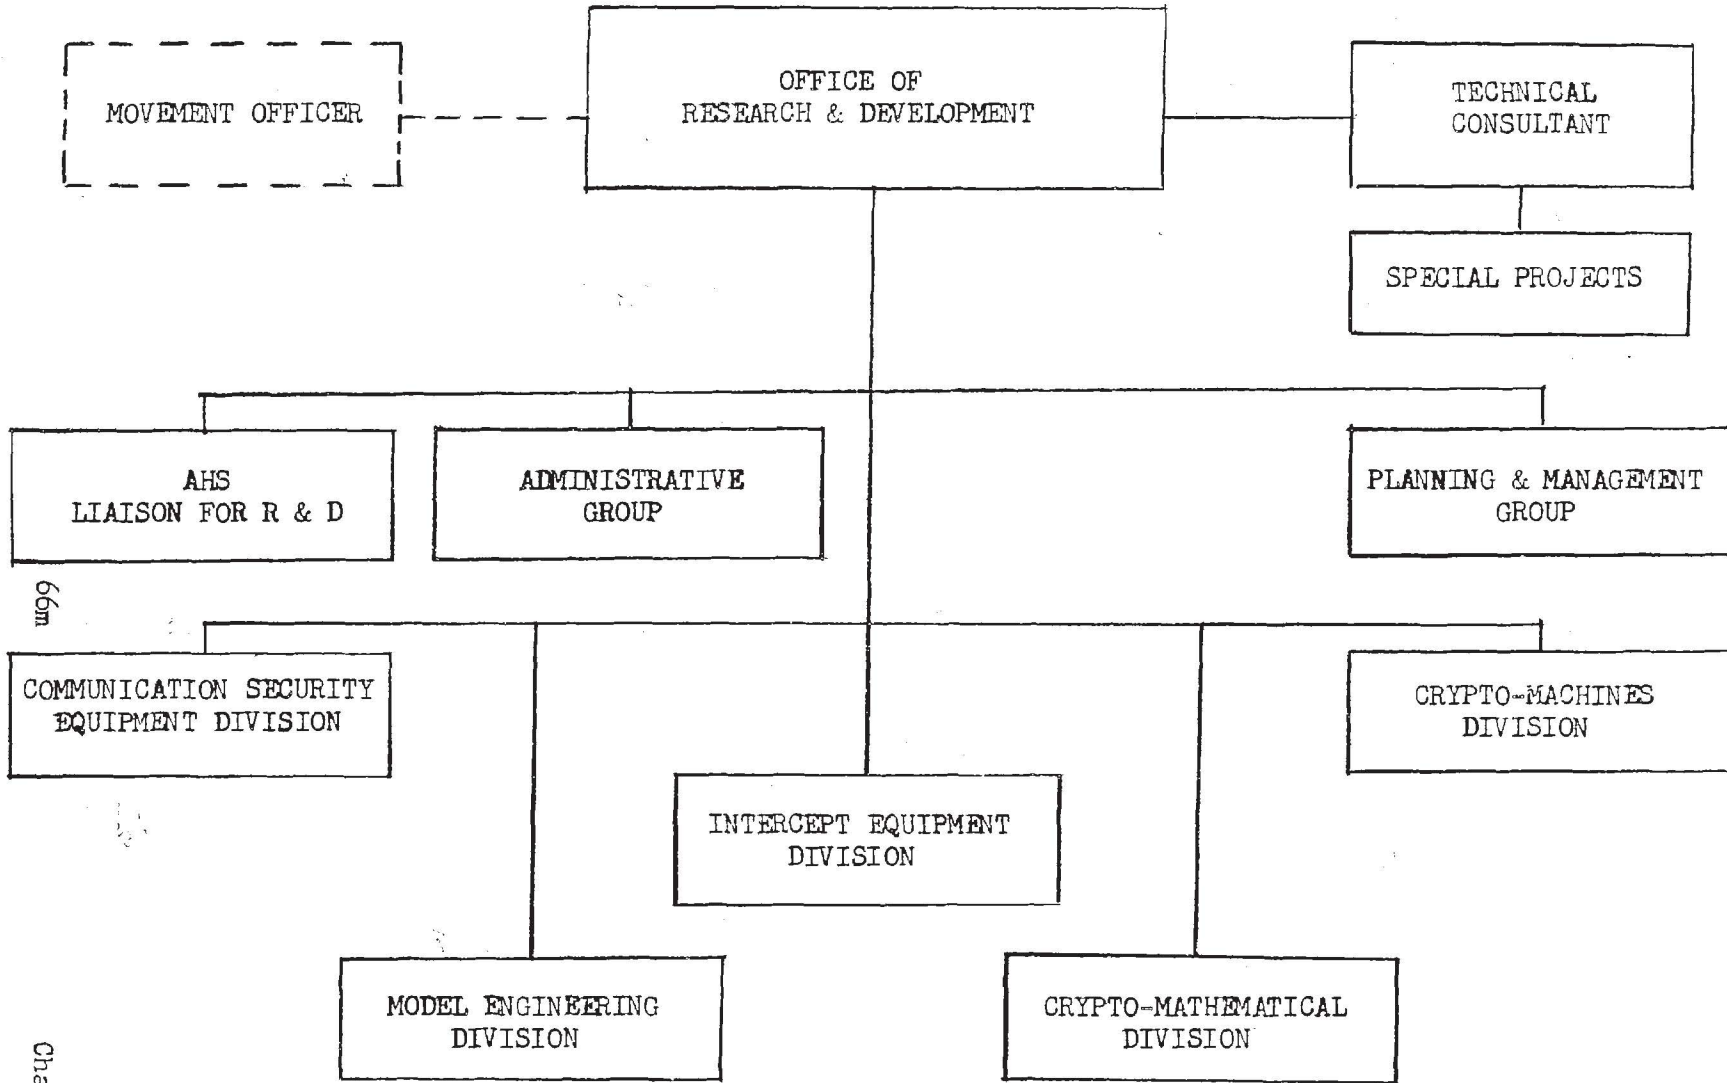 MOVEMENT OFFICER
OFFICE OF
RESEARCH & DEVELOPMENT
TECHNICAL
CONSULTANT
SPECIAL PROJECTS
AHS
LIAISON FOR R & D
ADMINISTRATIVE
GROUP
PLANNING & MANAGEMENT
GROUP
66m
COMMUNICATION SECURITY
EQUIPMENT DIVISION
CRYPTO-MACHINES
DIVISION
INTERCEPT EQUIPMENT
DIVISION
MODEL ENGINEERING
DIVISION
CRYPTO-MATHEMATICAL
DIVISION
Cha